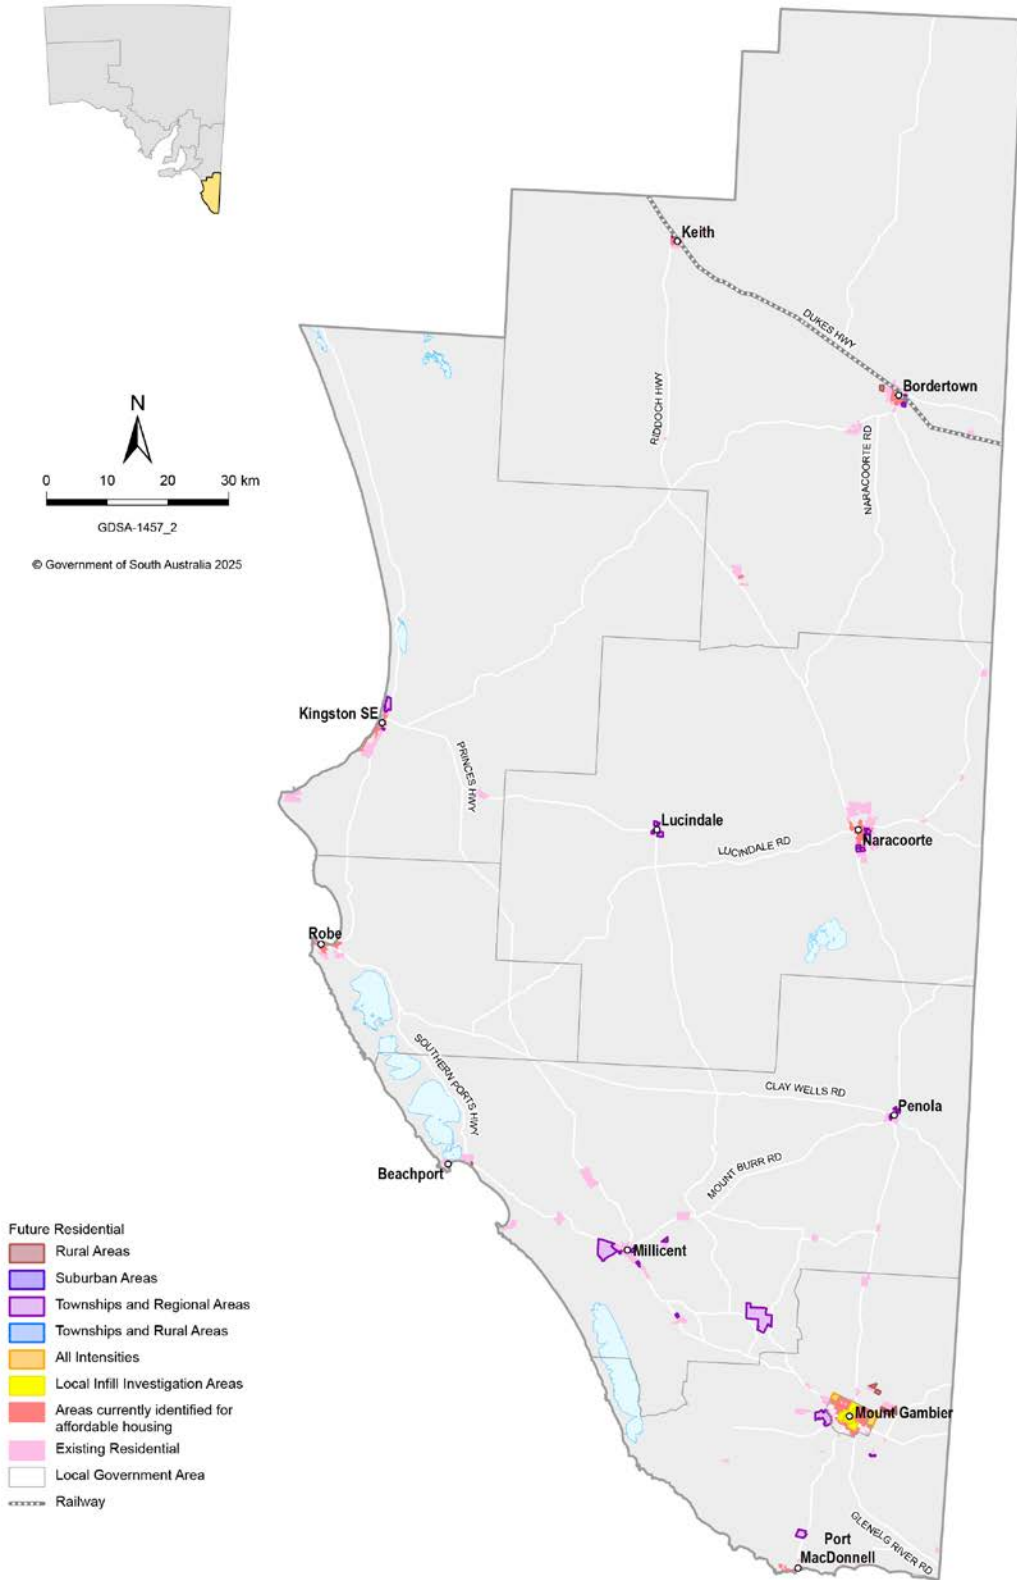 Keith
DUKES HWY
Bordertown
RIDDOCH HWY
NARACOORTE RD
N
0 10 20 30 km
GDSA-1457_2
© Government of South Australia 2025
Kingston SE
PRINCES HWY
Lucindale
LUCINDALE RD
Naracoorte
Robe
SOUTHERN PORTS HWY
CLAY WELLS RD
Penola
Beachport
MOUNT BURR RD
Millicent
Mount Gambier
GLENELG RIVER RD
Port
MacDonnell
Future Residential
Rural Areas
Suburban Areas
Townships and Regional Areas
Townships and Rural Areas
All Intensities
Local Infill Investigation Areas
Areas currently identified for
affordable housing
Existing Residential
Local Government Area
Railway